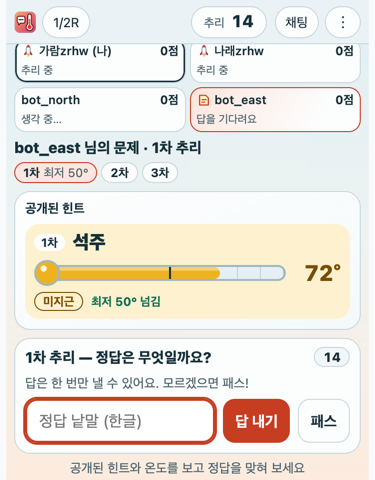 1/2R
추리 14
채팅
가람zrhw (나) 0점
추리 중
나래zrhw 0점
추리 중
bot_north 0점
생각 중...
bot_east 0점
답을 기다려요
bot_east 님의 문제 · 1차 추리
1차 최저 50°
2차
3차
공개된 힌트
1차 석주
72°
미지근 최저 50° 넘김
1차 추리 — 정답은 무엇일까요?
14
답은 한 번만 낼 수 있어요. 모르겠으면 패스!
정답 낱말 (한글)
답 내기
패스
공개된 힌트와 온도를 보고 정답을 맞혀 보세요